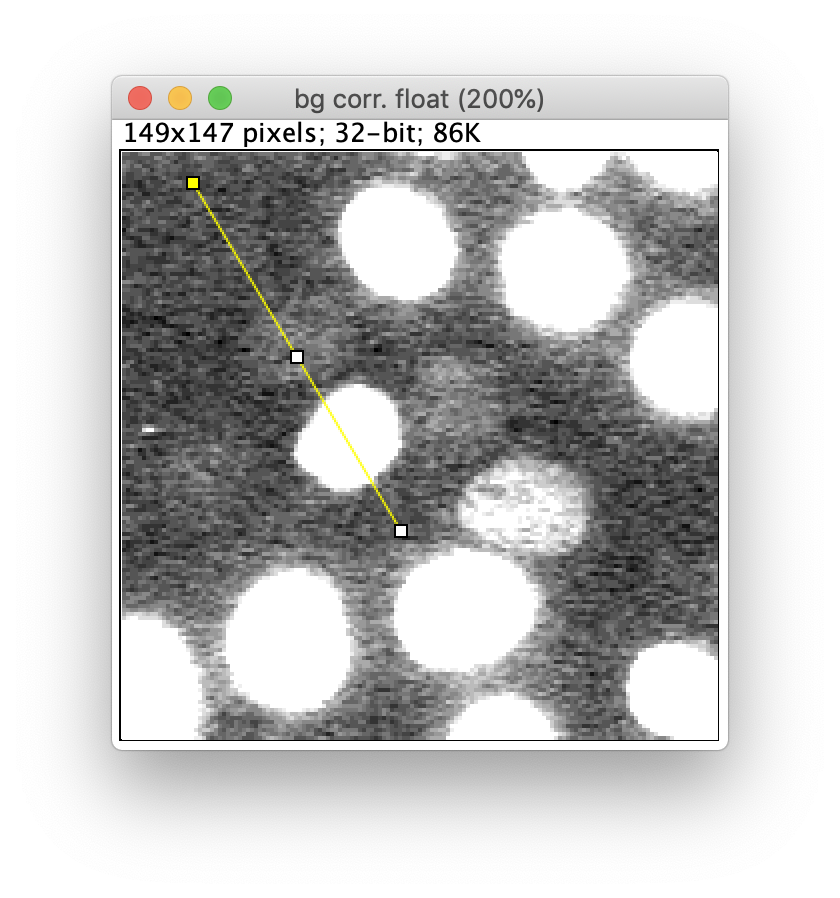 bg corr. float (200%)
149x147 pixels; 32-bit; 86K